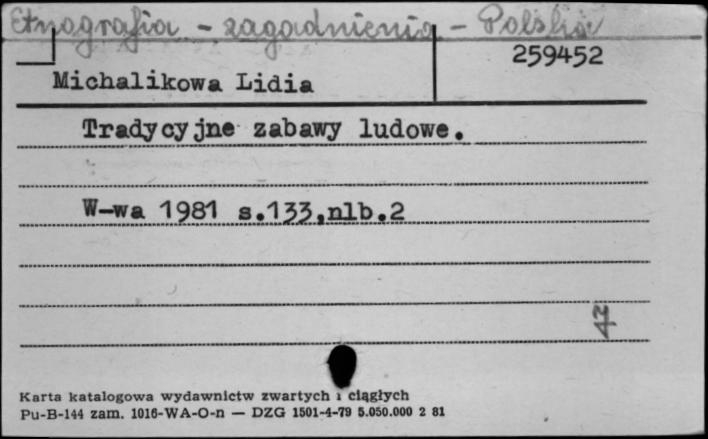 Etnografia - zagadnienia - Polska
259452
Michalikowa Lidia
Tradycyjne zabawy ludowe.
W-wa 1981 s.133,nlb.2
Karta katalogowa wydawnictw zwartych i ciągłych
Pu-B-144 zam. 1016-WA-O-n — DZG 1501-4-79 5.050.000 2 81